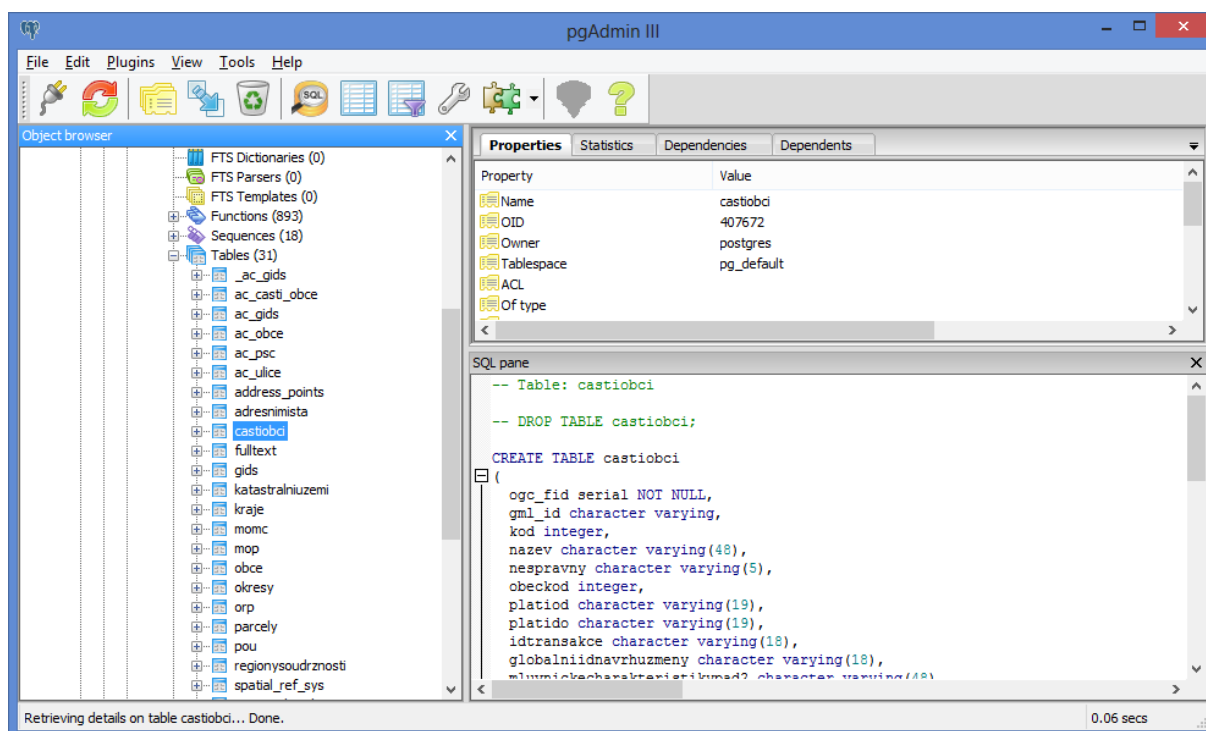 pgAdmin III
File Edit Plugins View Tools Help
SQL
Object browser
FTS Dictionaries (0)
FTS Parsers (0)
FTS Templates (0)
Functions (893)
Sequences (18)
Tables (31)
_ac_gids
ac_casti_obce
ac_gids
ac_obce
ac_psc
ac_ulice
address_points
adresnimista
castiobci
fulltext
gids
katastralniuzemi
kraje
momc
mop
obce
okresy
orp
parcely
pou
regionysoudrznosti
spatial_ref_sys
Properties Statistics Dependencies Dependents
Property Value
Name castiobci
OID 407672
Owner postgres
Tablespace pg_default
ACL
Of type
SQL pane
-- Table: castiobci
-- DROP TABLE castiobci;
CREATE TABLE castiobci
(
ogc_fid serial NOT NULL,
gml_id character varying,
kod integer,
nazev character varying(48),
nespravny character varying(5),
obeckod integer,
platiod character varying(19),
platido character varying(19),
idtransakce character varying(18),
globalniidnavrhuzmeny character varying(18),
mluvnickecharakteristikypad2 character varying(48)
Retrieving details on table castiobci... Done. 0.06 secs